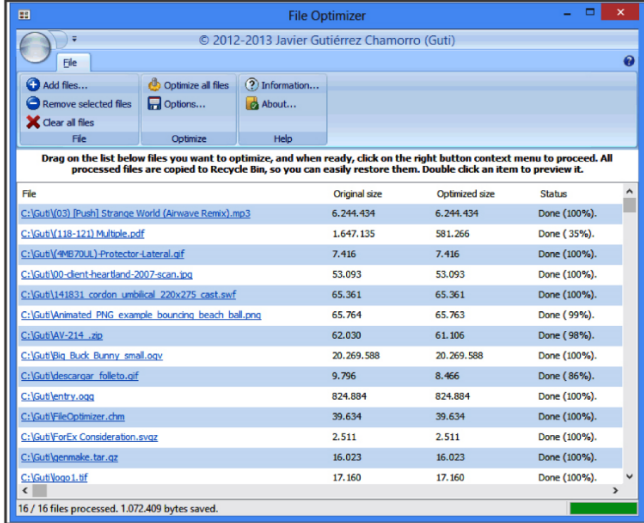 File Optimizer
© 2012-2013 Javier Gutiérrez Chamorro (Guti)
File
Add files...
Remove selected files
Clear all files
File
Optimize all files
Options...
Optimize
Information...
About...
Help
Drag on the list below files you want to optimize, and when ready, click on the right button context menu to proceed. All
processed files are copied to Recycle Bin, so you can easily restore them. Double click an item to preview it.
File Original size Optimized size Status
C:\Guti\(03) [Push] Strange World (Airwave Remix).mp3 6.244.434 6.244.434 Done (100%).
C:\Guti\(118-121) Multiple.pdf 1.647.135 581.266 Done ( 35%).
C:\Guti\(4MB70UL)-Protector-Lateral.gif 7.416 7.416 Done (100%).
C:\Guti\00-client-heartland-2007-scan.jpg 53.093 53.093 Done (100%).
C:\Guti\141831_cordon_umbilical_220x275_cast.swf 65.361 65.361 Done (100%).
C:\Guti\Animated_PNG_example_bouncing_beach_ball.png 65.764 65.763 Done ( 99%).
C:\Guti\AV-214_.zip 62.030 61.106 Done ( 98%).
C:\Guti\Big_Buck_Bunny_small.ogv 20.269.588 20.269.588 Done (100%).
C:\Guti\descargar_folleto.gif 9.796 8.466 Done ( 86%).
C:\Guti\entry.ogg 824.884 824.884 Done (100%).
C:\Guti\FileOptimizer.chm 39.634 39.634 Done (100%).
C:\Guti\ForEx Consideration.svgz 2.511 2.511 Done (100%).
C:\Guti\genmake.tar.gz 16.023 16.023 Done (100%).
C:\Guti\logo1.tif 17.160 17.160 Done (100%).
16 / 16 files processed. 1.072.409 bytes saved.